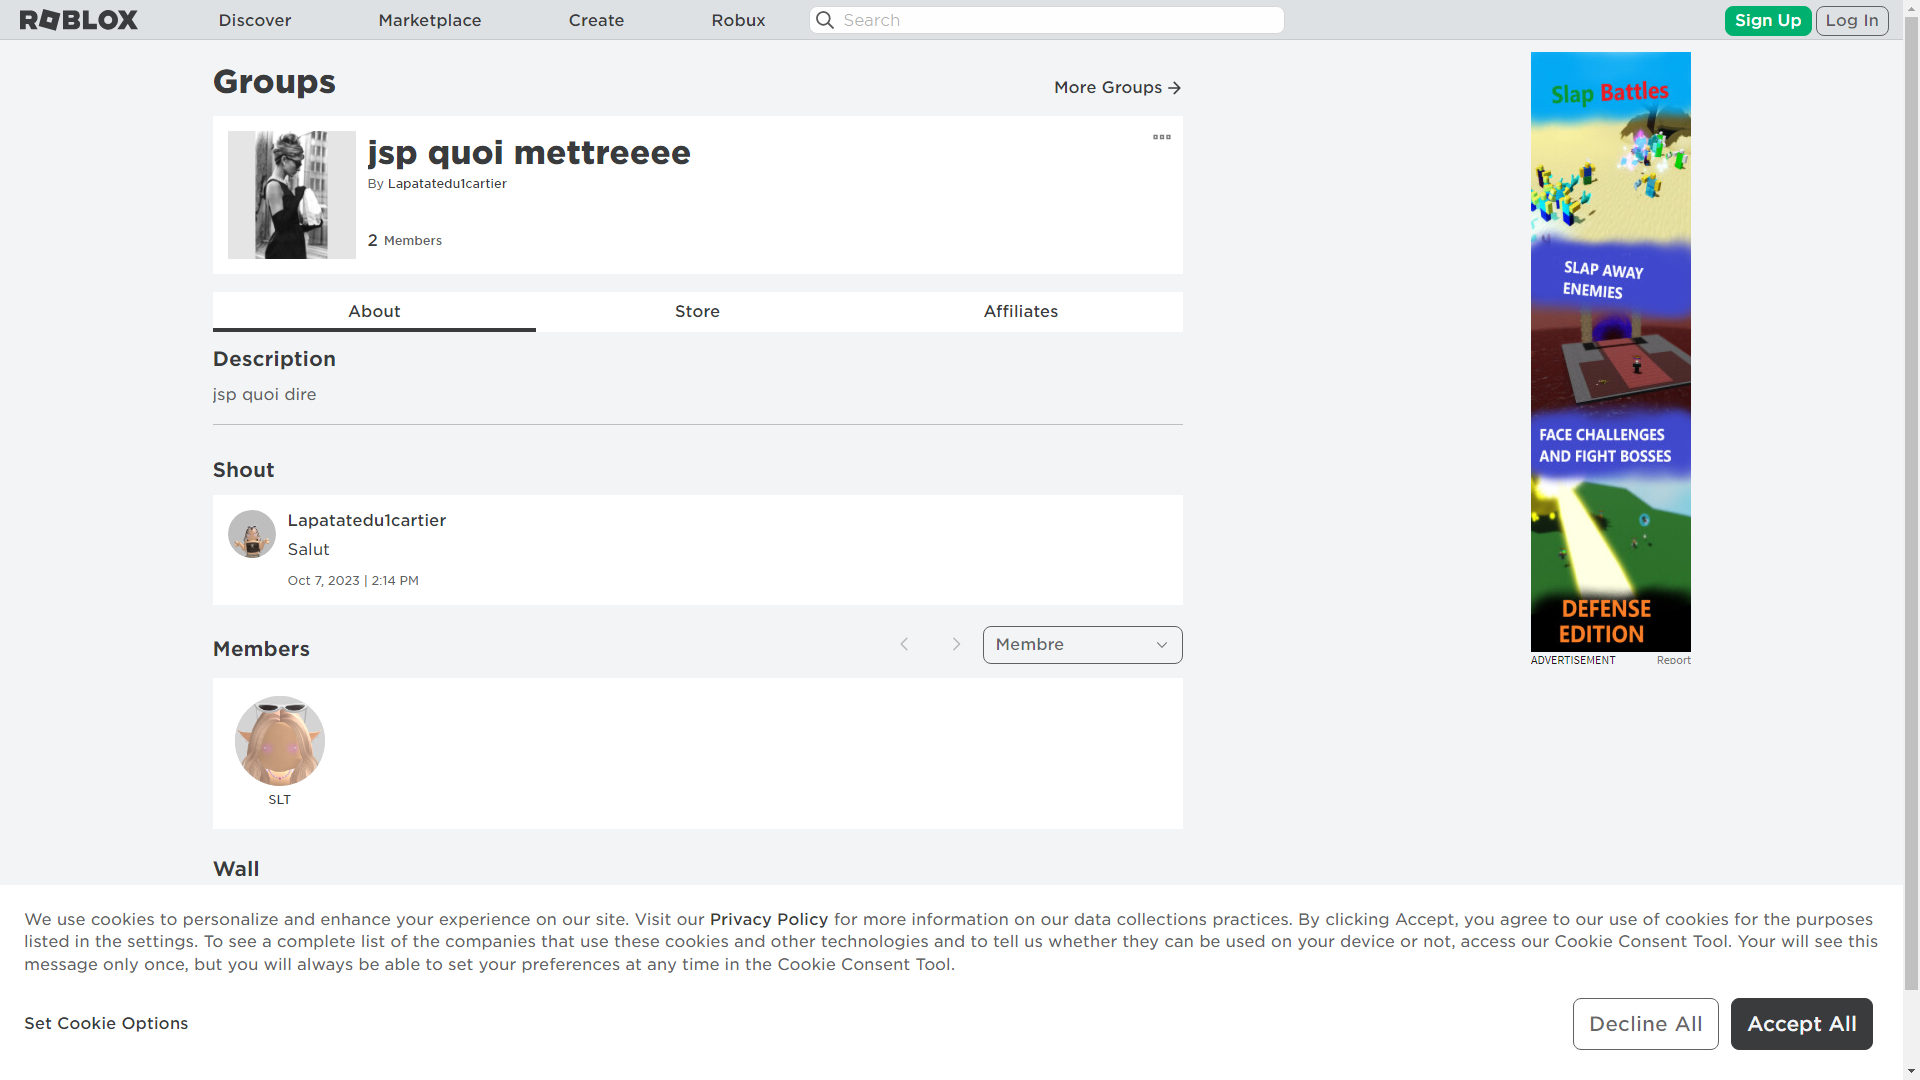 ROBLOX
Discover
Marketplace
Create
Robux
Search
Sign Up
Log In
Groups
More Groups
jsp quoi mettreeee
By Lapatatedu1cartier
2 Members
About
Store
Affiliates
Description
jsp quoi dire
Shout
Lapatatedu1cartier
Salut
Oct 7, 2023 | 2:14 PM
Members
Membre
SLT
Wall
Slap Battles
SLAP AWAY
ENEMIES
FACE CHALLENGES
AND FIGHT BOSSES
DEFENSE
EDITION
ADVERTISEMENT
Report
We use cookies to personalize and enhance your experience on our site. Visit our Privacy Policy for more information on our data collections practices. By clicking Accept, you agree to our use of cookies for the purposes
listed in the settings. To see a complete list of the companies that use these cookies and other technologies and to tell us whether they can be used on your device or not, access our Cookie Consent Tool. Your will see this
message only once, but you will always be able to set your preferences at any time in the Cookie Consent Tool.
Set Cookie Options
Decline All
Accept All